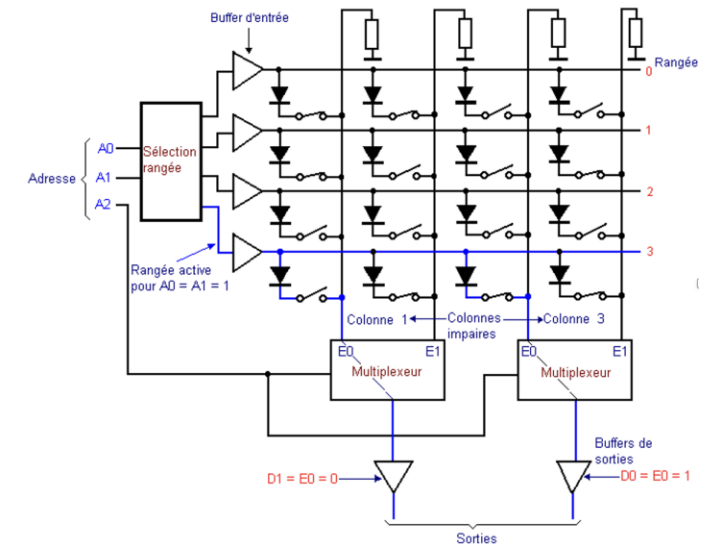 Buffer d'entrée
Rangée
0
1
2
3
Adresse
A0
A1
A2
Sélection
rangée
Rangée active
pour A0 = A1 = 1
Colonne 1
Colonnes
impaires
Colonne 3
E0
E1
Multiplexeur
E0
E1
Multiplexeur
D1 = E0 = 0
Buffers de
sorties
D0 = E0 = 1
Sorties